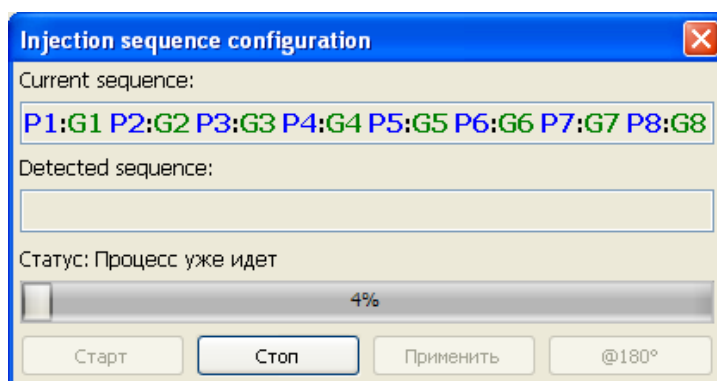 Injection sequence configuration
Current sequence:
P1:G1 P2:G2 P3:G3 P4:G4 P5:G5 P6:G6 P7:G7 P8:G8
Detected sequence:
Статус: Процесс уже идет
4%
Старт Стоп Применить @180°